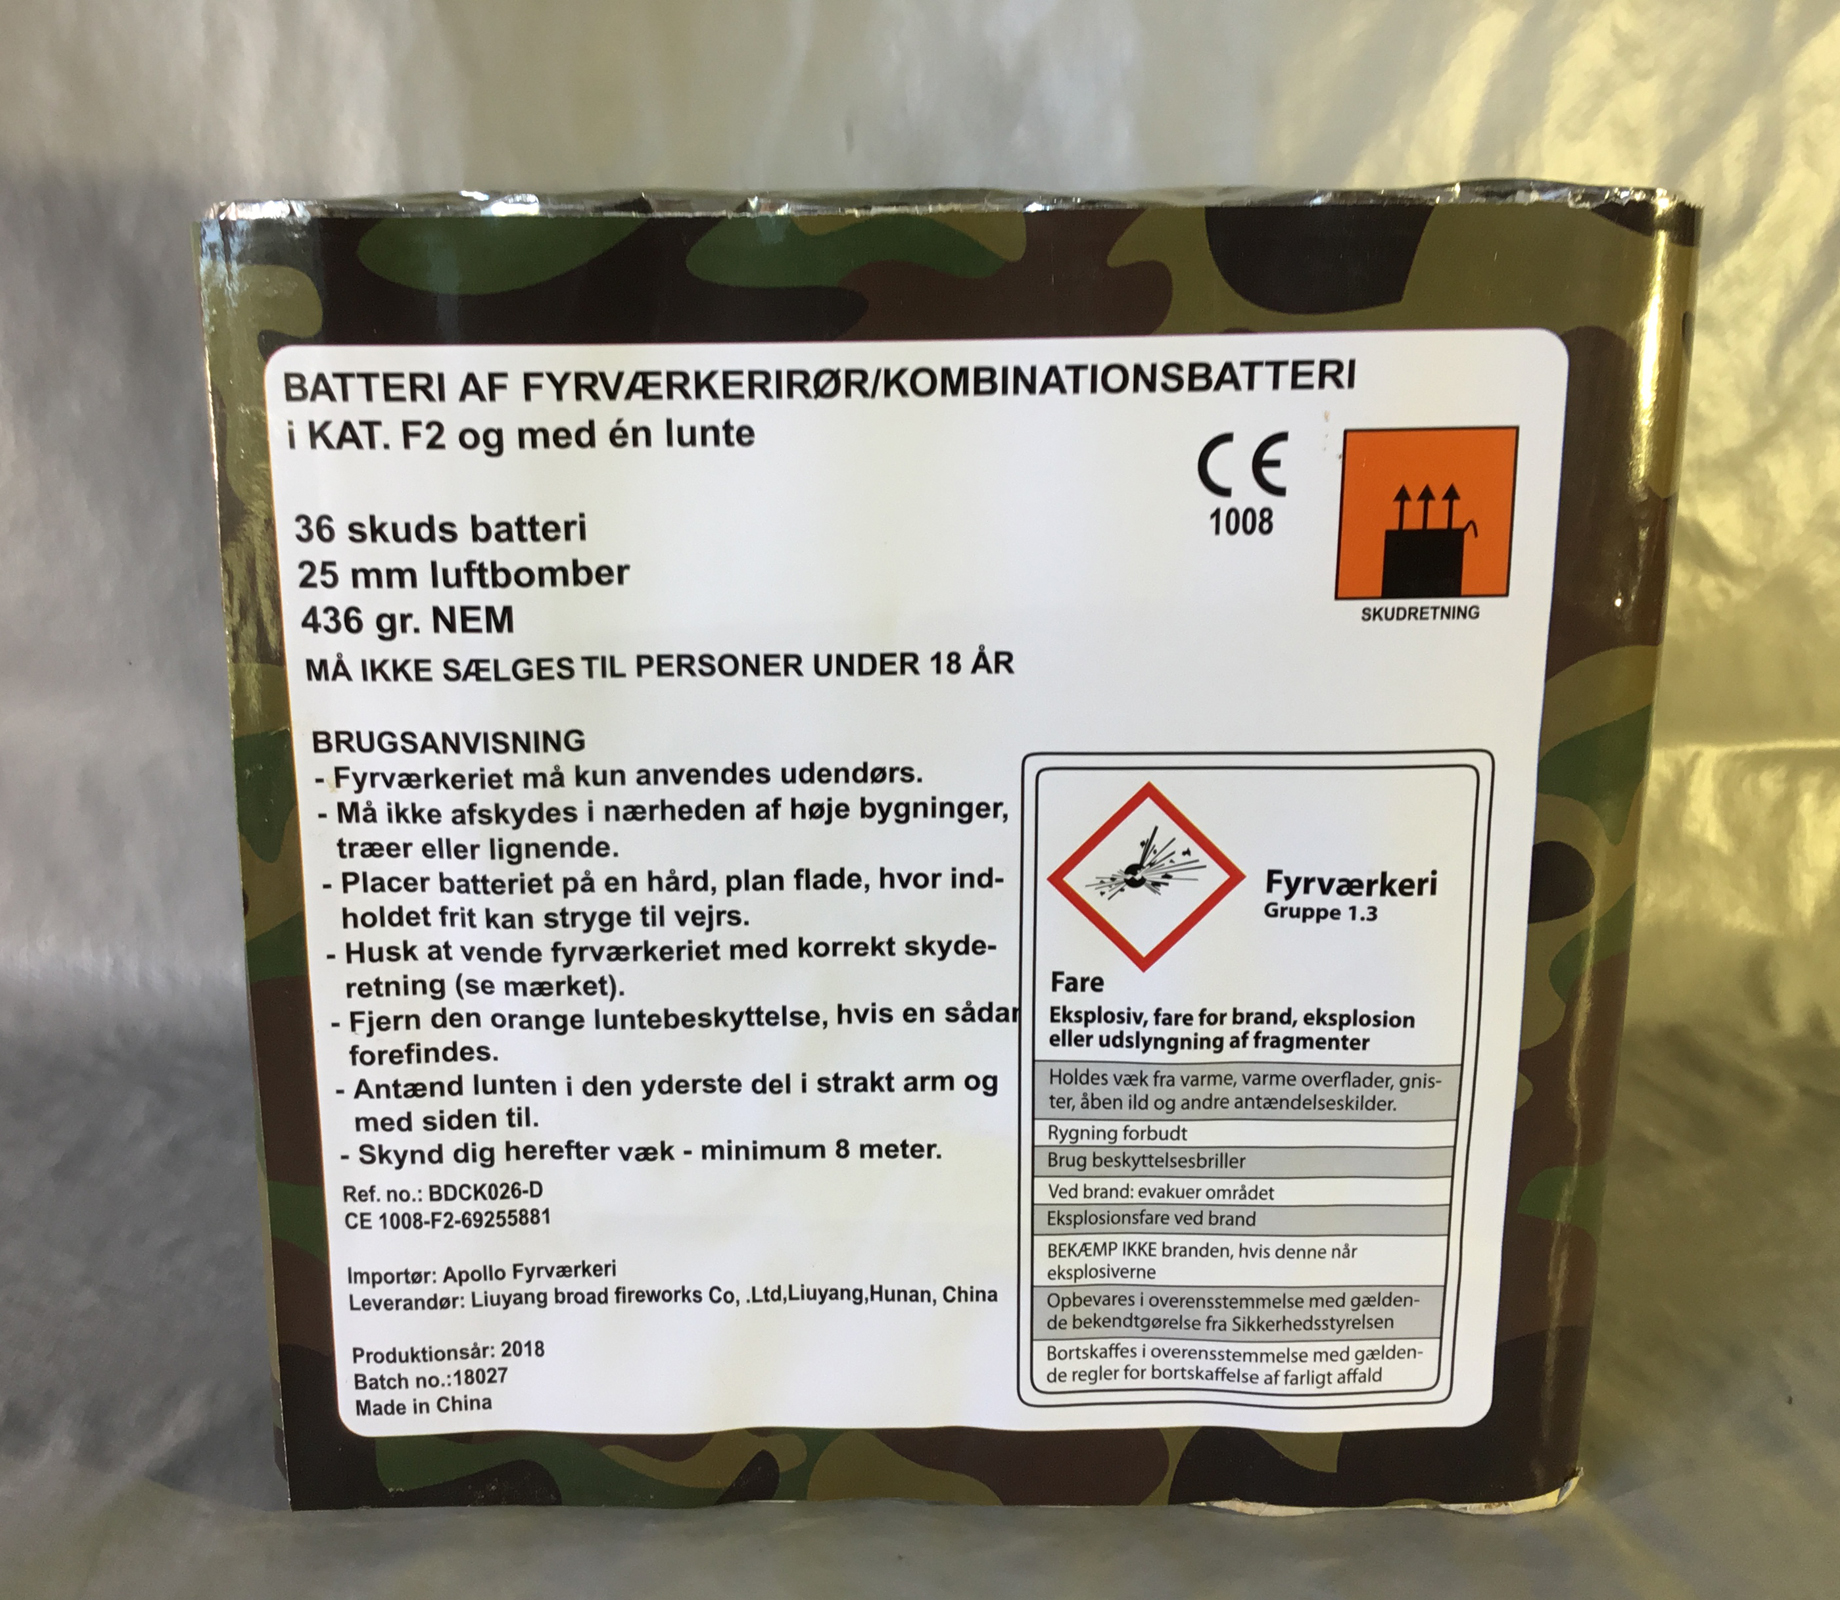 BATTERI AF FYRVÆRKERIRØR/KOMBINATIONSBATTERI
i KAT. F2 og med én lunte
CE
1008
SKUDRETNING
36 skuds batteri
25 mm luftbomber
436 gr. NEM
MÅ IKKE SÆLGES TIL PERSONER UNDER 18 ÅR
BRUGSANVISNING
- Fyrværkeriet må kun anvendes udendørs.
- Må ikke afskydes i nærheden af høje bygninger,
træer eller lignende.
- Placer batteriet på en hård, plan flade, hvor ind-
holdet frit kan stryge til vejrs.
- Husk at vende fyrværkeriet med korrekt skyde-
retning (se mærket).
- Fjern den orange luntebeskyttelse, hvis en sådan
forefindes.
- Antænd lunten i den yderste del i strakt arm og
med siden til.
- Skynd dig herefter væk - minimum 8 meter.
Ref. no.: BDCK026-D
CE 1008-F2-69255881
Importør: Apollo Fyrværkeri
Leverandør: Liuyang broad fireworks Co, .Ltd,Liuyang,Hunan, China
Produktionsår: 2018
Batch no.:18027
Made in China
Fyrværkeri
Gruppe 1.3
Fare
Eksplosiv, fare for brand, eksplosion
eller udslyngning af fragmenter
Holdes væk fra varme, varme overflader, gnis-
ter, åben ild og andre antændelseskilder.
Rygning forbudt
Brug beskyttelsesbriller
Ved brand: evakuer området
Eksplosionsfare ved brand
BEKÆMP IKKE branden, hvis denne når
eksplosiverne
Opbevares i overensstemmelse med gælden-
de bekendtgørelse fra Sikkerhedsstyrelsen
Bortskaffes i overensstemmelse med gælden-
de regler for bortskaffelse af farligt affald